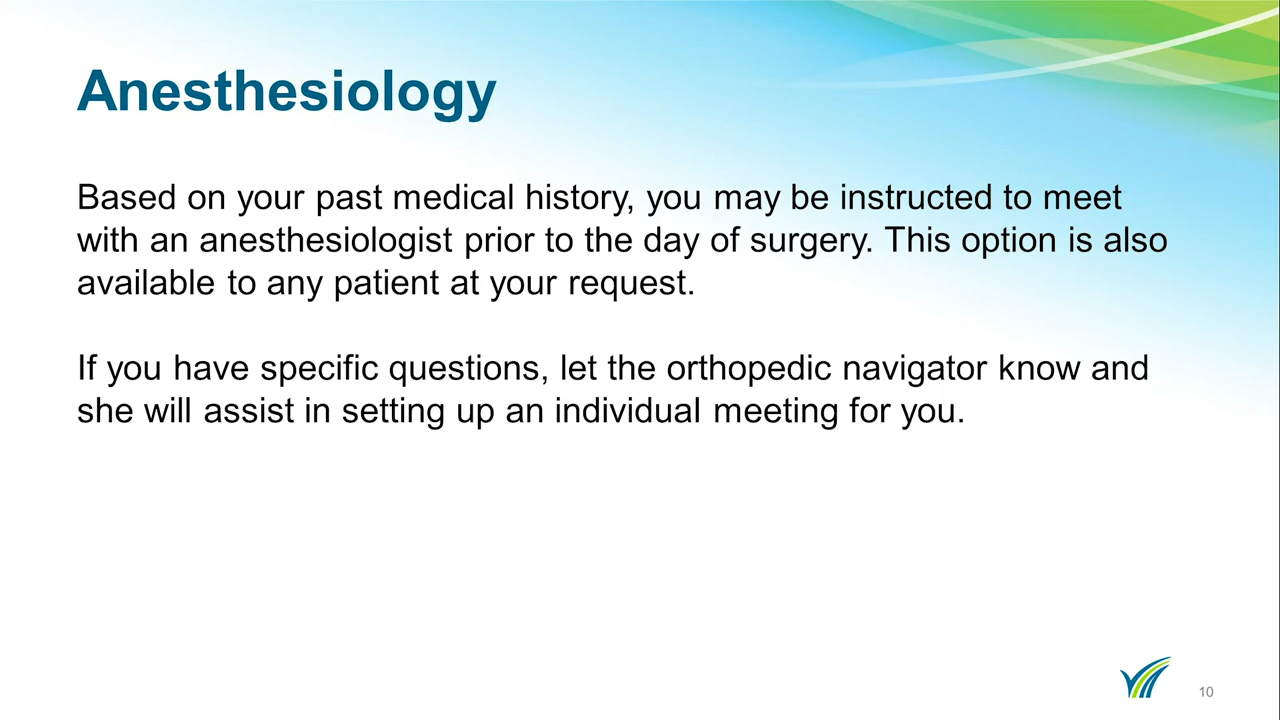 Anesthesiology
Based on your past medical history, you may be instructed to meet
with an anesthesiologist prior to the day of surgery. This option is also
available to any patient at your request.
If you have specific questions, let the orthopedic navigator know and
she will assist in setting up an individual meeting for you.
10